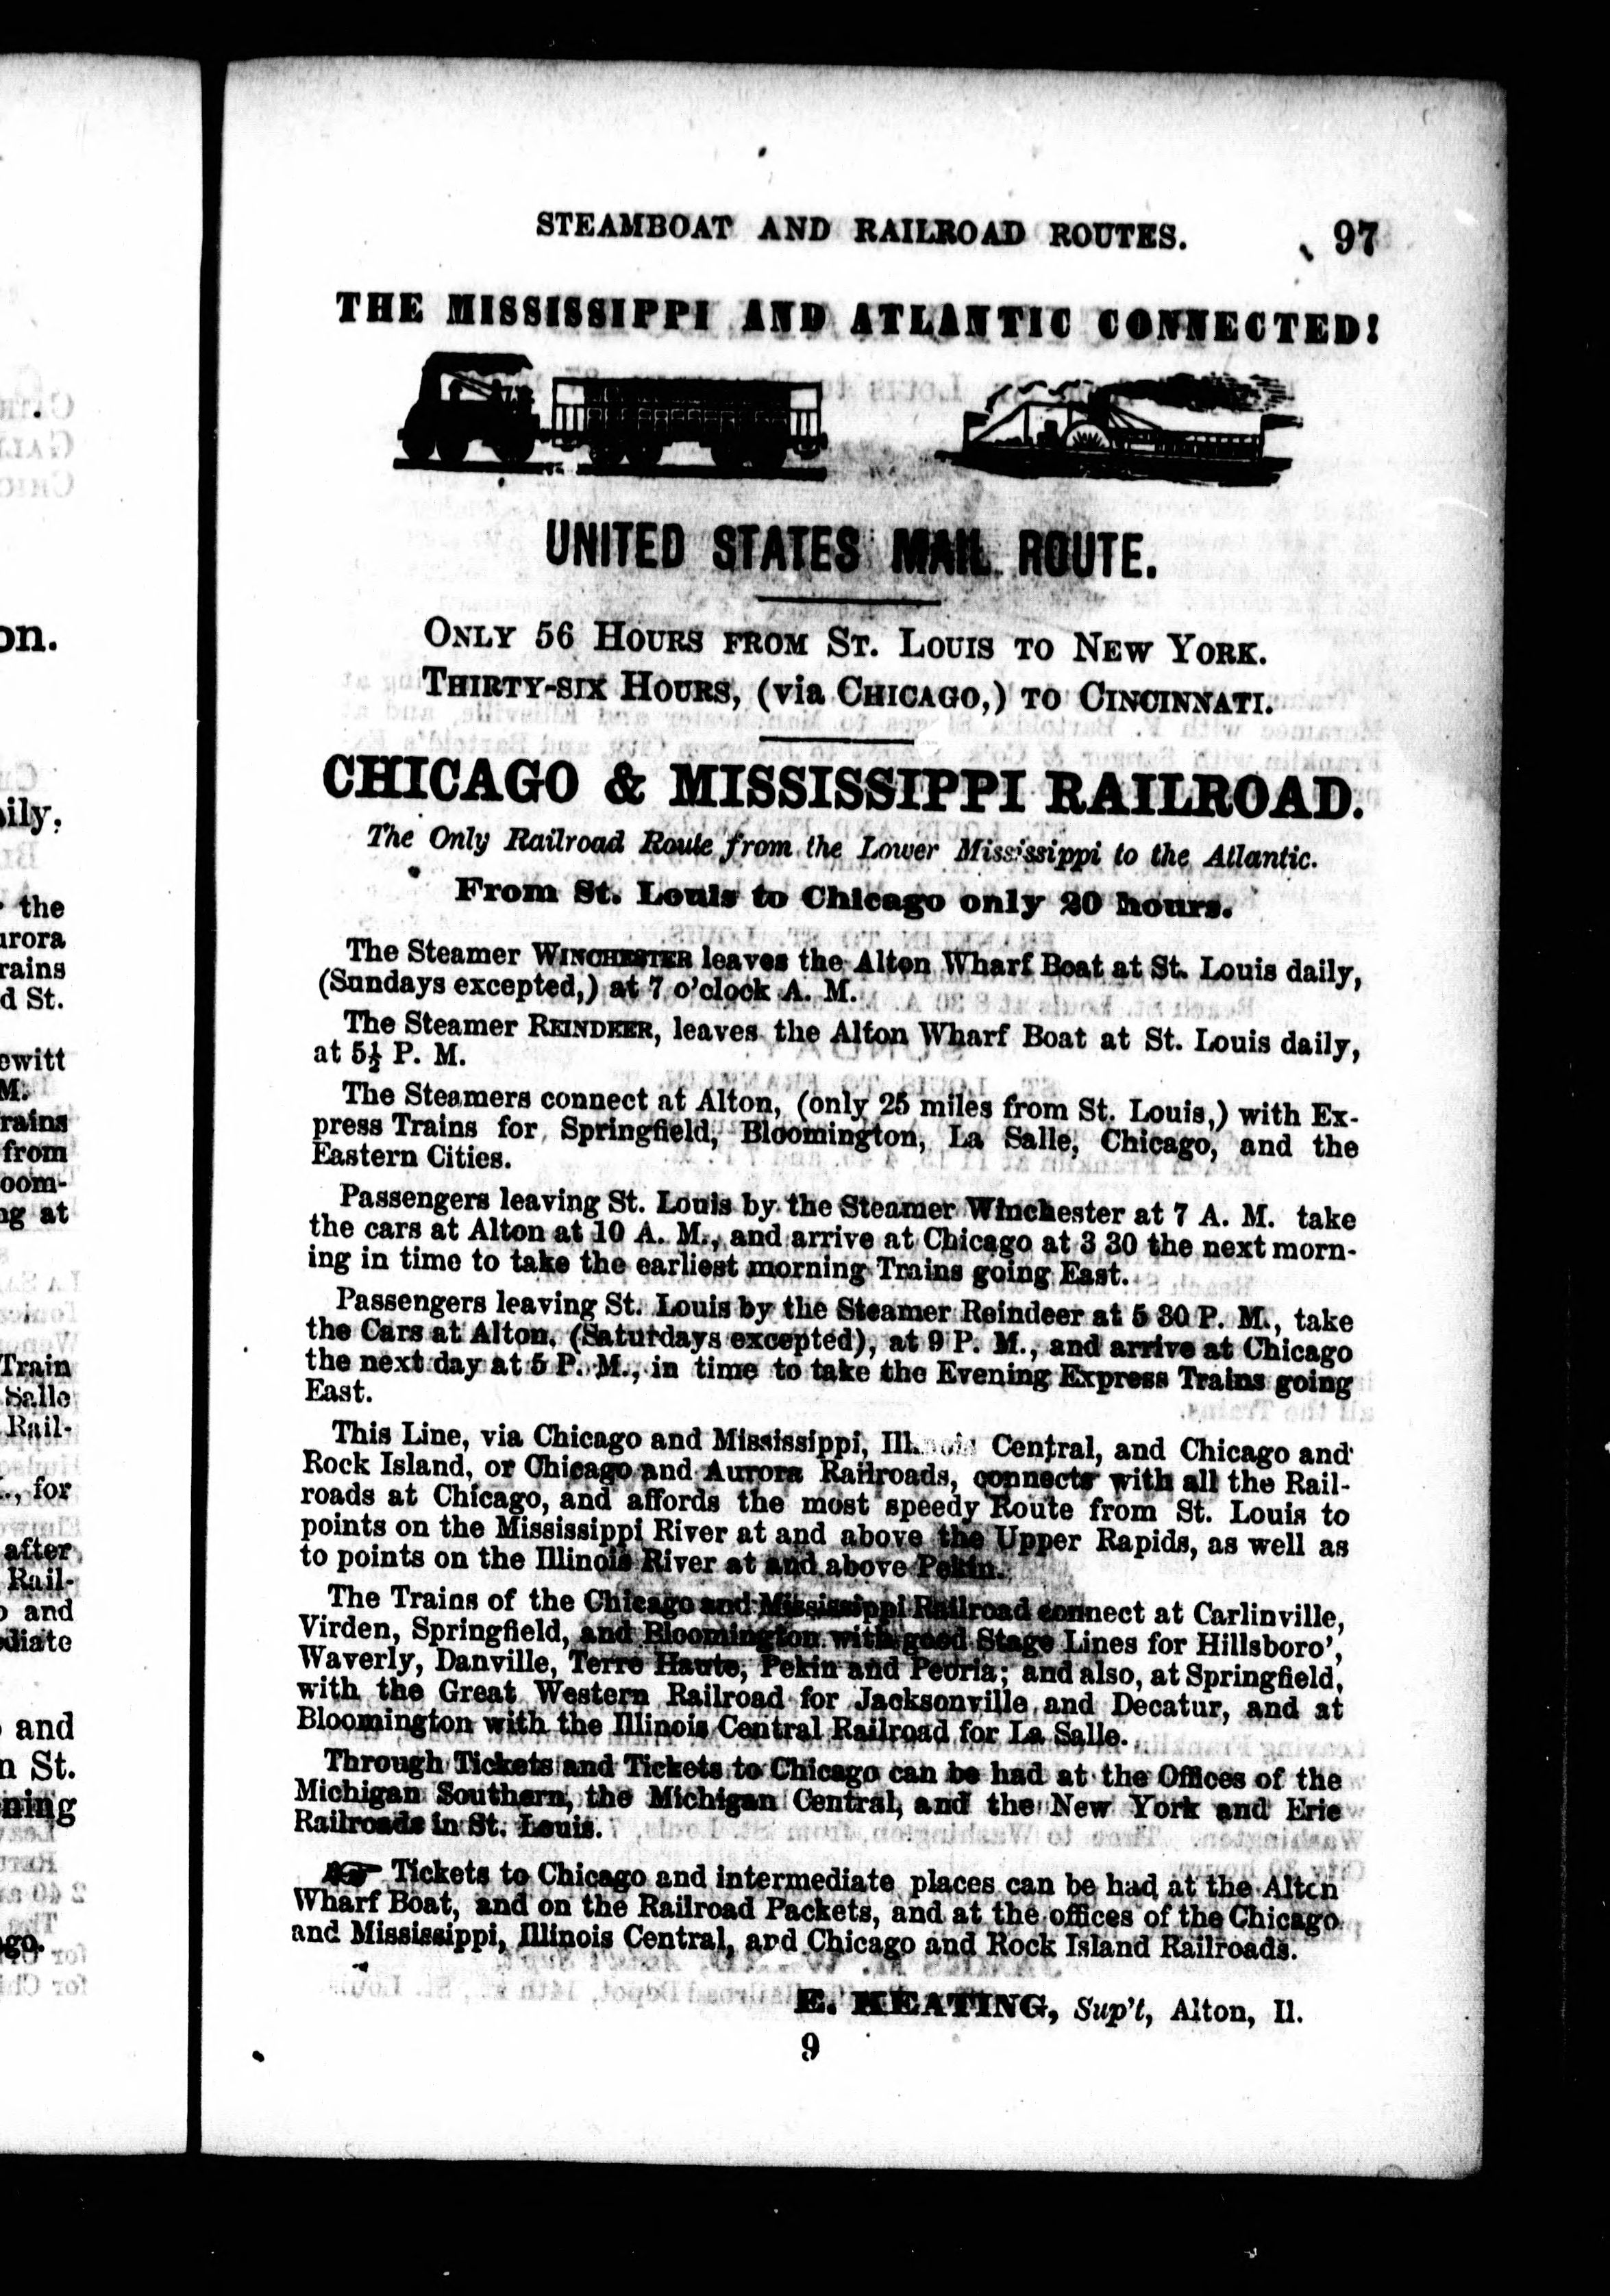 STEAMBOAT AND RAILROAD ROUTES. 97
THE MISSISSIPPI AND ATLANTIC CONNECTED!
UNITED STATES MAIL ROUTE.
ONLY 56 HOURS FROM ST. LOUIS TO NEW YORK.
THIRTY-SIX HOURS, (via CHICAGO,) TO CINCINNATI.
CHICAGO & MISSISSIPPI RAILROAD.
The Only Railroad Route from the Lower Mississippi to the Atlantic.
From St. Louis to Chicago only 20 hours.
The Steamer WINCHESTER leaves the Alton Wharf Boat at St. Louis daily,
(Sundays excepted,) at 7 o'clock A. M.
The Steamer REINDEER, leaves the Alton Wharf Boat at St. Louis daily,
at 5½ P. M.
The Steamers connect at Alton, (only 25 miles from St. Louis,) with Ex-
press Trains for Springfield, Bloomington, La Salle, Chicago, and the
Eastern Cities.
Passengers leaving St. Louis by the Steamer Winchester at 7 A. M. take
the cars at Alton at 10 A. M., and arrive at Chicago at 3 30 the next morn-
ing in time to take the earliest morning Trains going East.
Passengers leaving St. Louis by the Steamer Reindeer at 5 30 P. M., take
the Cars at Alton, (Saturdays excepted), at 9 P. M., and arrive at Chicago
the next day at 5 P. M., in time to take the Evening Express Trains going
East.
This Line, via Chicago and Mississippi, Illinois Central, and Chicago and
Rock Island, or Chicago and Aurora Railroads, connects with all the Rail-
roads at Chicago, and affords the most speedy Route from St. Louis to
points on the Mississippi River at and above the Upper Rapids, as well as
to points on the Illinois River at and above Pekin.
The Trains of the Chicago and Mississippi Railroad connect at Carlinville,
Virden, Springfield, and Bloomington with good Stage Lines for Hillsboro',
Waverly, Danville, Terre Haute, Pekin and Peoria; and also, at Springfield,
with the Great Western Railroad for Jacksonville and Decatur, and at
Bloomington with the Illinois Central Railroad for La Salle.
Through Tickets and Tickets to Chicago can be had at the Offices of the
Michigan Southern, the Michigan Central, and the New York and Erie
Railroads in St. Louis.
☞ Tickets to Chicago and intermediate places can be had at the Alton
Wharf Boat, and on the Railroad Packets, and at the offices of the Chicago
and Mississippi, Illinois Central, and Chicago and Rock Island Railroads.
E. KEATING, Sup't, Alton, Il.
9